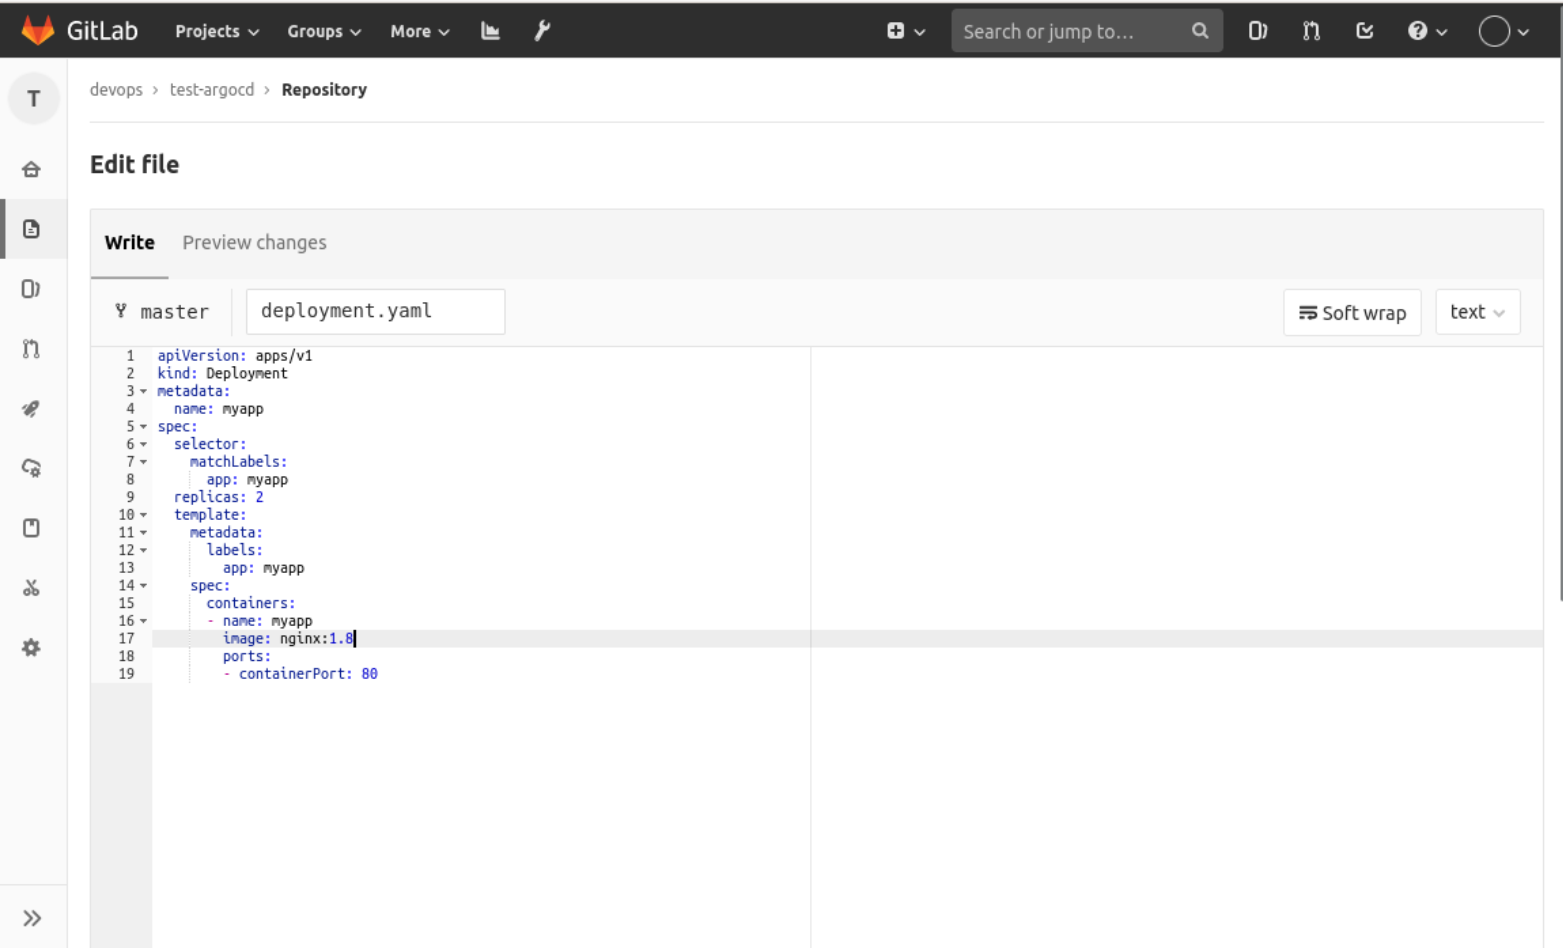 GitLab Projects Groups More Search or jump to...
T
devops > test-argocd > Repository
Edit file
Write Preview changes
master deployment.yaml Soft wrap text
1 apiVersion: apps/v1
2 kind: Deployment
3 metadata:
4   name: myapp
5 spec:
6   selector:
7     matchLabels:
8       app: myapp
9   replicas: 2
10   template:
11     metadata:
12       labels:
13         app: myapp
14     spec:
15       containers:
16       - name: myapp
17         image: nginx:1.8
18         ports:
19         - containerPort: 80